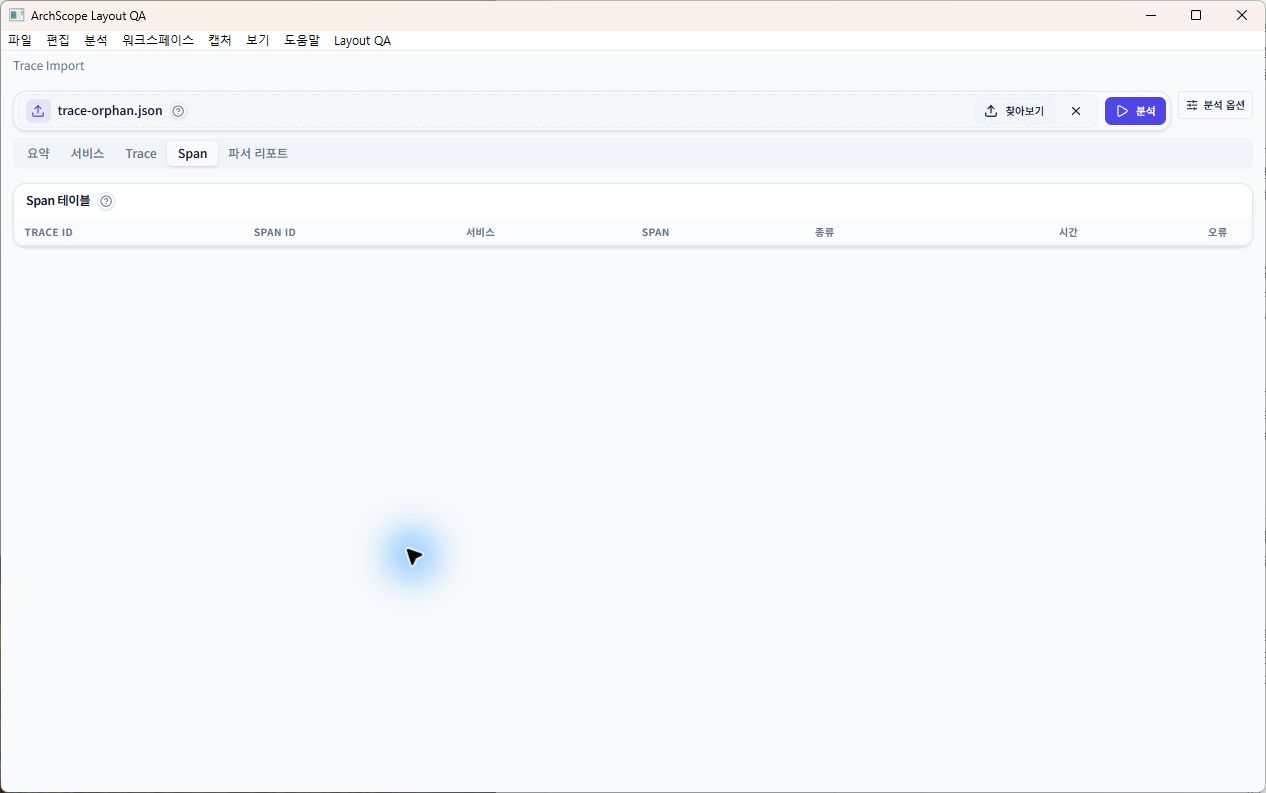 ArchScope Layout QA
파일 편집 분석 워크스페이스 캡처 보기 도움말 Layout QA
Trace Import
trace-orphan.json 찾아보기 분석 분석 옵션
요약 서비스 Trace Span 파서 리포트
Span 테이블
TRACE ID SPAN ID 서비스 SPAN 종류 시간 오류